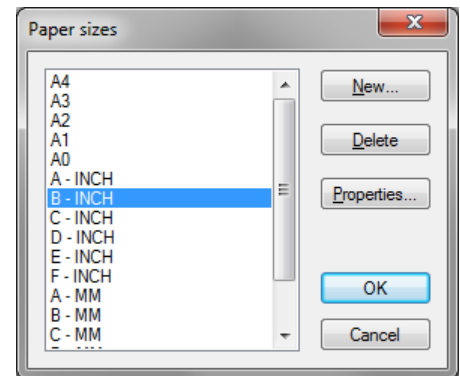 Paper sizes
A4
A3
A2
A1
A0
A - INCH
B - INCH
C - INCH
D - INCH
E - INCH
F - INCH
A - MM
B - MM
C - MM
New...
Delete
Properties...
OK
Cancel